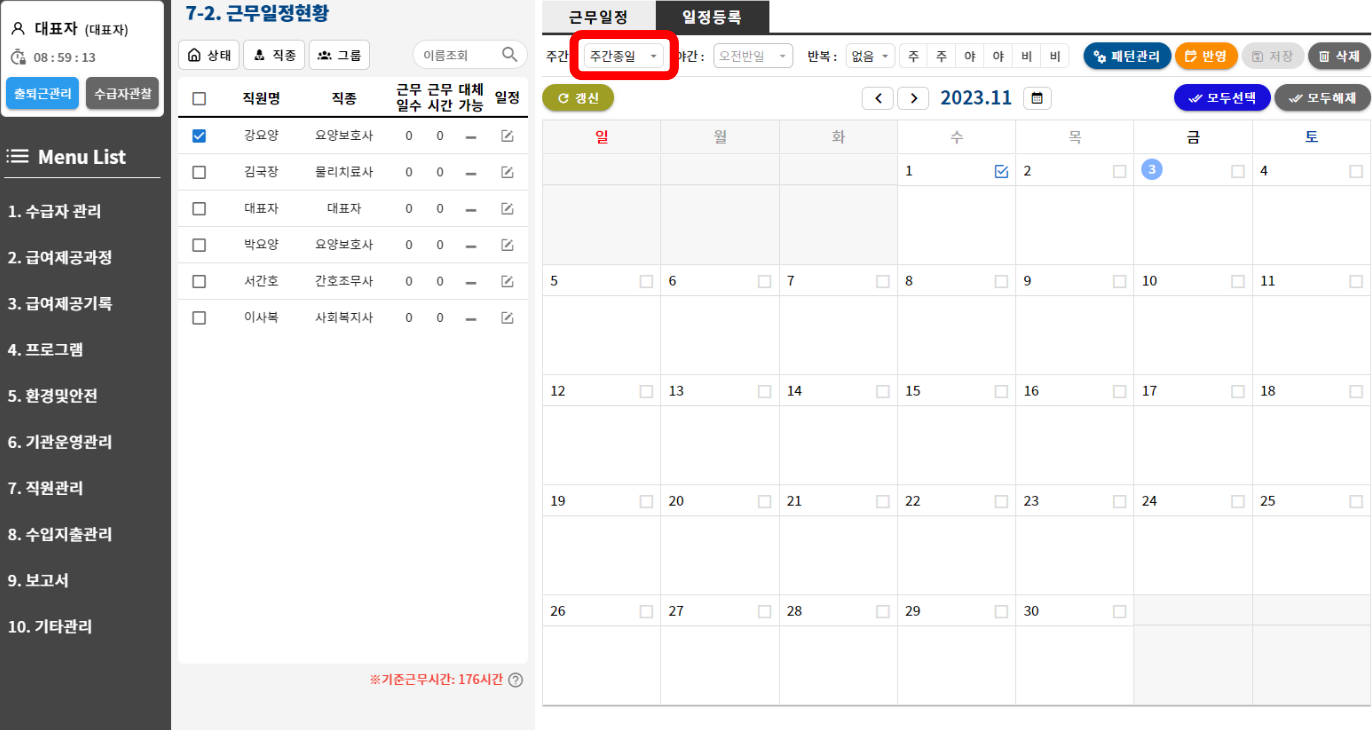 대표자 (대표자)
08 : 59 : 13
출퇴근관리 수급자관찰
Menu List
1. 수급자 관리
2. 급여제공과정
3. 급여제공기록
4. 프로그램
5. 환경및안전
6. 기관운영관리
7. 직원관리
8. 수입지출관리
9. 보고서
10. 기타관리
7-2. 근무일정현황
상태 직종 그룹 이름조회
직원명 직종 근무일수 근무시간 대체가능 일정
강요양 요양보호사 0 0 –
김국장 물리치료사 0 0 –
대표자 대표자 0 0 –
박요양 요양보호사 0 0 –
서간호 간호조무사 0 0 –
이사복 사회복지사 0 0 –
※기준근무시간: 176시간 ?
근무일정 일정등록
주간 주간종일 야간 : 오전반일 반복 : 없음 주 주 야 야 비 비 패턴관리 반영 저장 삭제
갱신 < > 2023.11 모두선택 모두해제
일 월 화 수 목 금 토
1 2 3 4
5 6 7 8 9 10 11
12 13 14 15 16 17 18
19 20 21 22 23 24 25
26 27 28 29 30